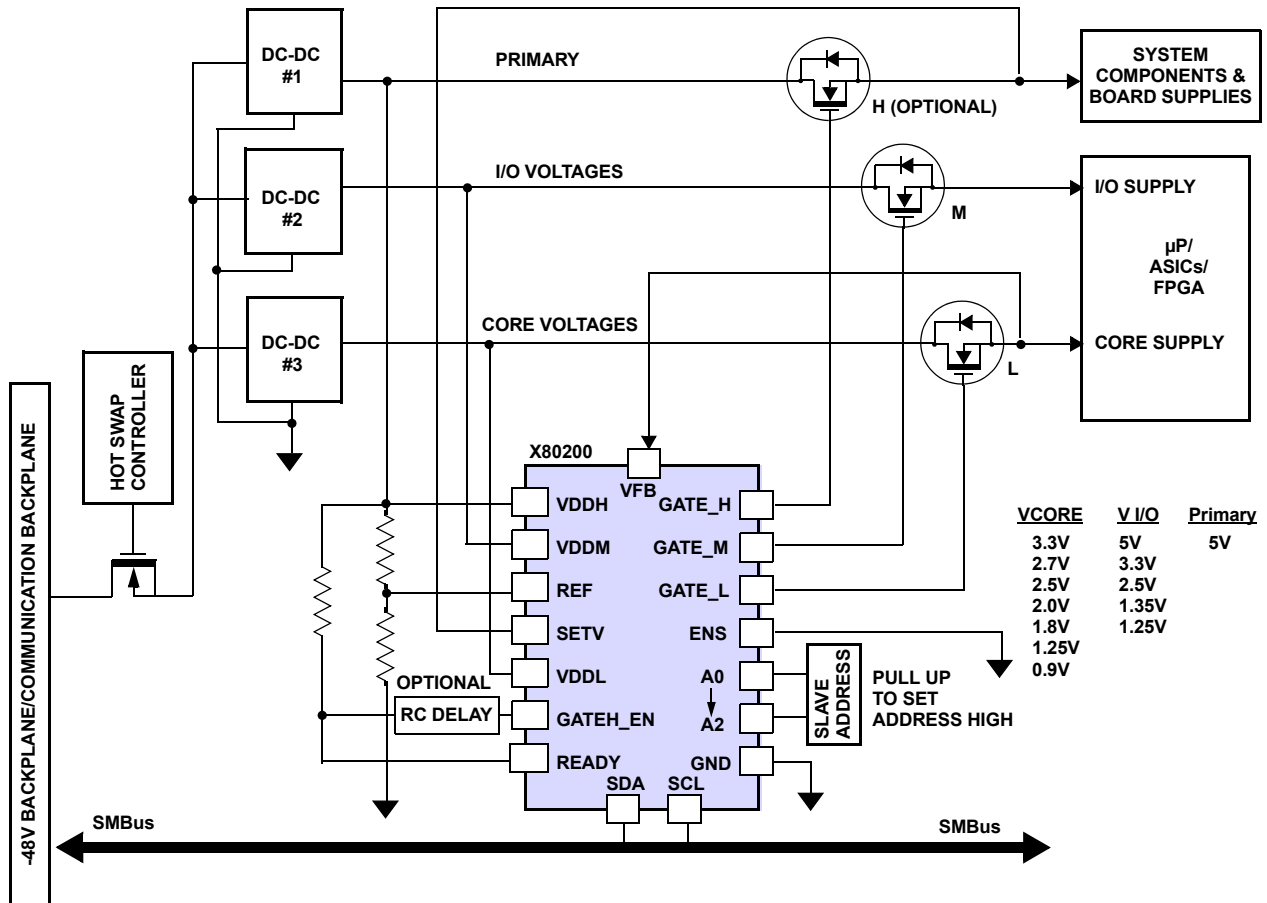 DC-DC
#1
PRIMARY
H (OPTIONAL)
SYSTEM
COMPONENTS &
BOARD SUPPLIES
DC-DC
#2
I/O VOLTAGES
M
I/O SUPPLY
µP/
ASICs/
FPGA
CORE SUPPLY
DC-DC
#3
CORE VOLTAGES
L
HOT SWAP
CONTROLLER
-48V BACKPLANE/COMMUNICATION BACKPLANE
X80200
VFB
VDDH
VDDM
REF
SETV
VDDL
GATEH_EN
READY
GATE_H
GATE_M
GATE_L
ENS
A0
A2
GND
SDA
SCL
OPTIONAL
RC DELAY
SLAVE
ADDRESS
PULL UP
TO SET
ADDRESS HIGH
VCORE V I/O Primary
3.3V 5V 5V
2.7V 3.3V
2.5V 2.5V
2.0V 1.35V
1.8V 1.25V
1.25V
0.9V
SMBus
SMBus